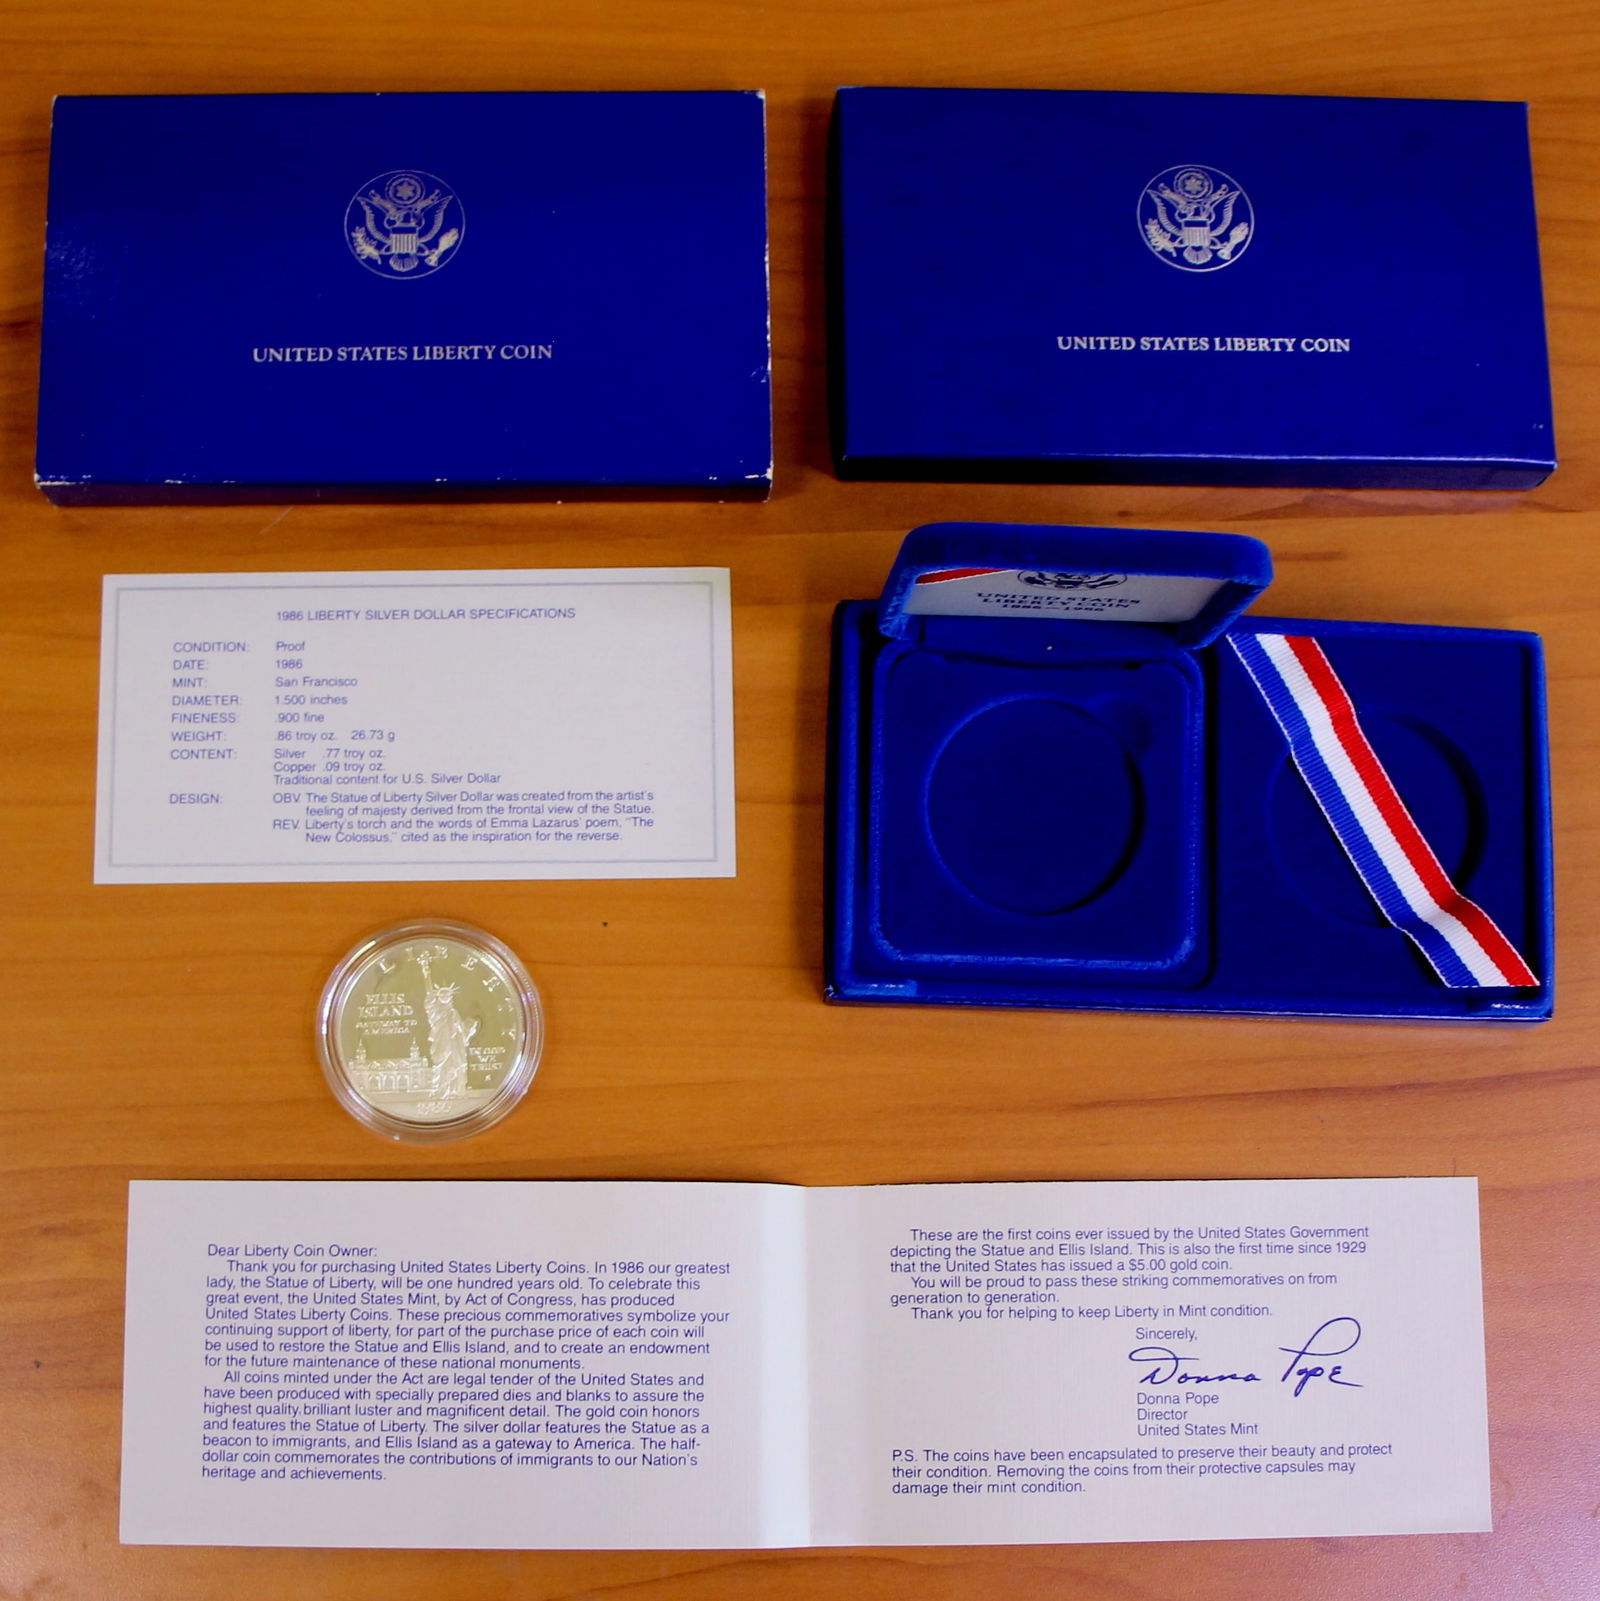 UNITED STATES LIBERTY COIN
UNITED STATES LIBERTY COIN
UNITED STATES
LIBERTY COIN
1886-1986
1986 LIBERTY SILVER DOLLAR SPECIFICATIONS
CONDITION: Proof
DATE: 1986
MINT: San Francisco
DIAMETER: 1.500 inches
FINENESS: .900 fine
WEIGHT: .86 troy oz. 26.73 g
CONTENT: Silver .77 troy oz.
Copper .09 troy oz.
Traditional content for U.S. Silver Dollar
DESIGN: OBV. The Statue of Liberty Silver Dollar was created from the artist's
feeling of majesty derived from the frontal view of the Statue.
REV. Liberty's torch and the words of Emma Lazarus' poem, "The
New Colossus," cited as the inspiration for the reverse.
LIBERTY
ELLIS
ISLAND
GATEWAY TO
AMERICA
IN GOD
WE
TRUST
S
1986
Dear Liberty Coin Owner:
Thank you for purchasing United States Liberty Coins. In 1986 our greatest
lady, the Statue of Liberty, will be one hundred years old. To celebrate this
great event, the United States Mint, by Act of Congress, has produced
United States Liberty Coins. These precious commemoratives symbolize your
continuing support of liberty, for part of the purchase price of each coin will
be used to restore the Statue and Ellis Island, and to create an endowment
for the future maintenance of these national monuments.
All coins minted under the Act are legal tender of the United States and
have been produced with specially prepared dies and blanks to assure the
highest quality, brilliant luster and magnificent detail. The gold coin honors
and features the Statue of Liberty. The silver dollar features the Statue as a
beacon to immigrants, and Ellis Island as a gateway to America. The half-
dollar coin commemorates the contributions of immigrants to our Nation's
heritage and achievements.
These are the first coins ever issued by the United States Government
depicting the Statue and Ellis Island. This is also the first time since 1929
that the United States has issued a $5.00 gold coin.
You will be proud to pass these striking commemoratives on from
generation to generation.
Thank you for helping to keep Liberty in Mint condition.
Sincerely,
Donna Pope
Donna Pope
Director
United States Mint
P.S. The coins have been encapsulated to preserve their beauty and protect
their condition. Removing the coins from their protective capsules may
damage their mint condition.